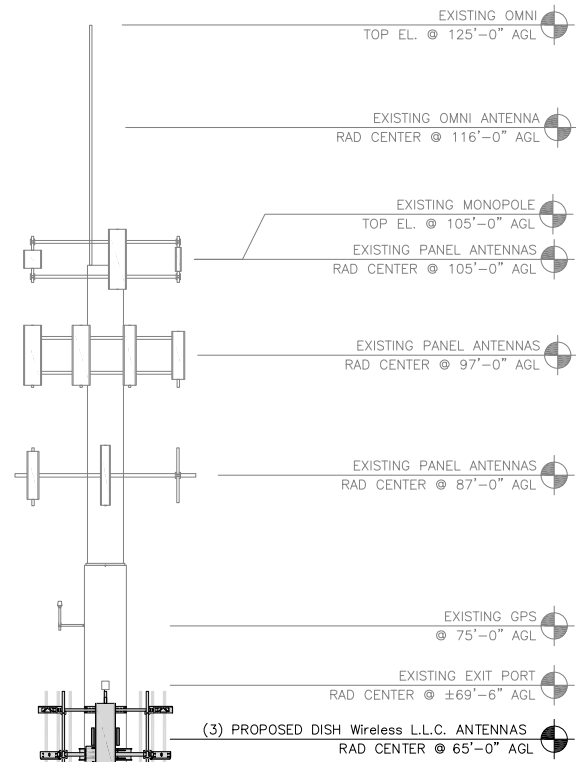 EXISTING OMNI
TOP EL. @ 125'-0" AGL
EXISTING OMNI ANTENNA
RAD CENTER @ 116'-0" AGL
EXISTING MONOPOLE
TOP EL. @ 105'-0" AGL
EXISTING PANEL ANTENNAS
RAD CENTER @ 105'-0" AGL
EXISTING PANEL ANTENNAS
RAD CENTER @ 97'-0" AGL
EXISTING PANEL ANTENNAS
RAD CENTER @ 87'-0" AGL
EXISTING GPS
@ 75'-0" AGL
EXISTING EXIT PORT
RAD CENTER @ ±69'-6" AGL
(3) PROPOSED DISH Wireless L.L.C. ANTENNAS
RAD CENTER @ 65'-0" AGL